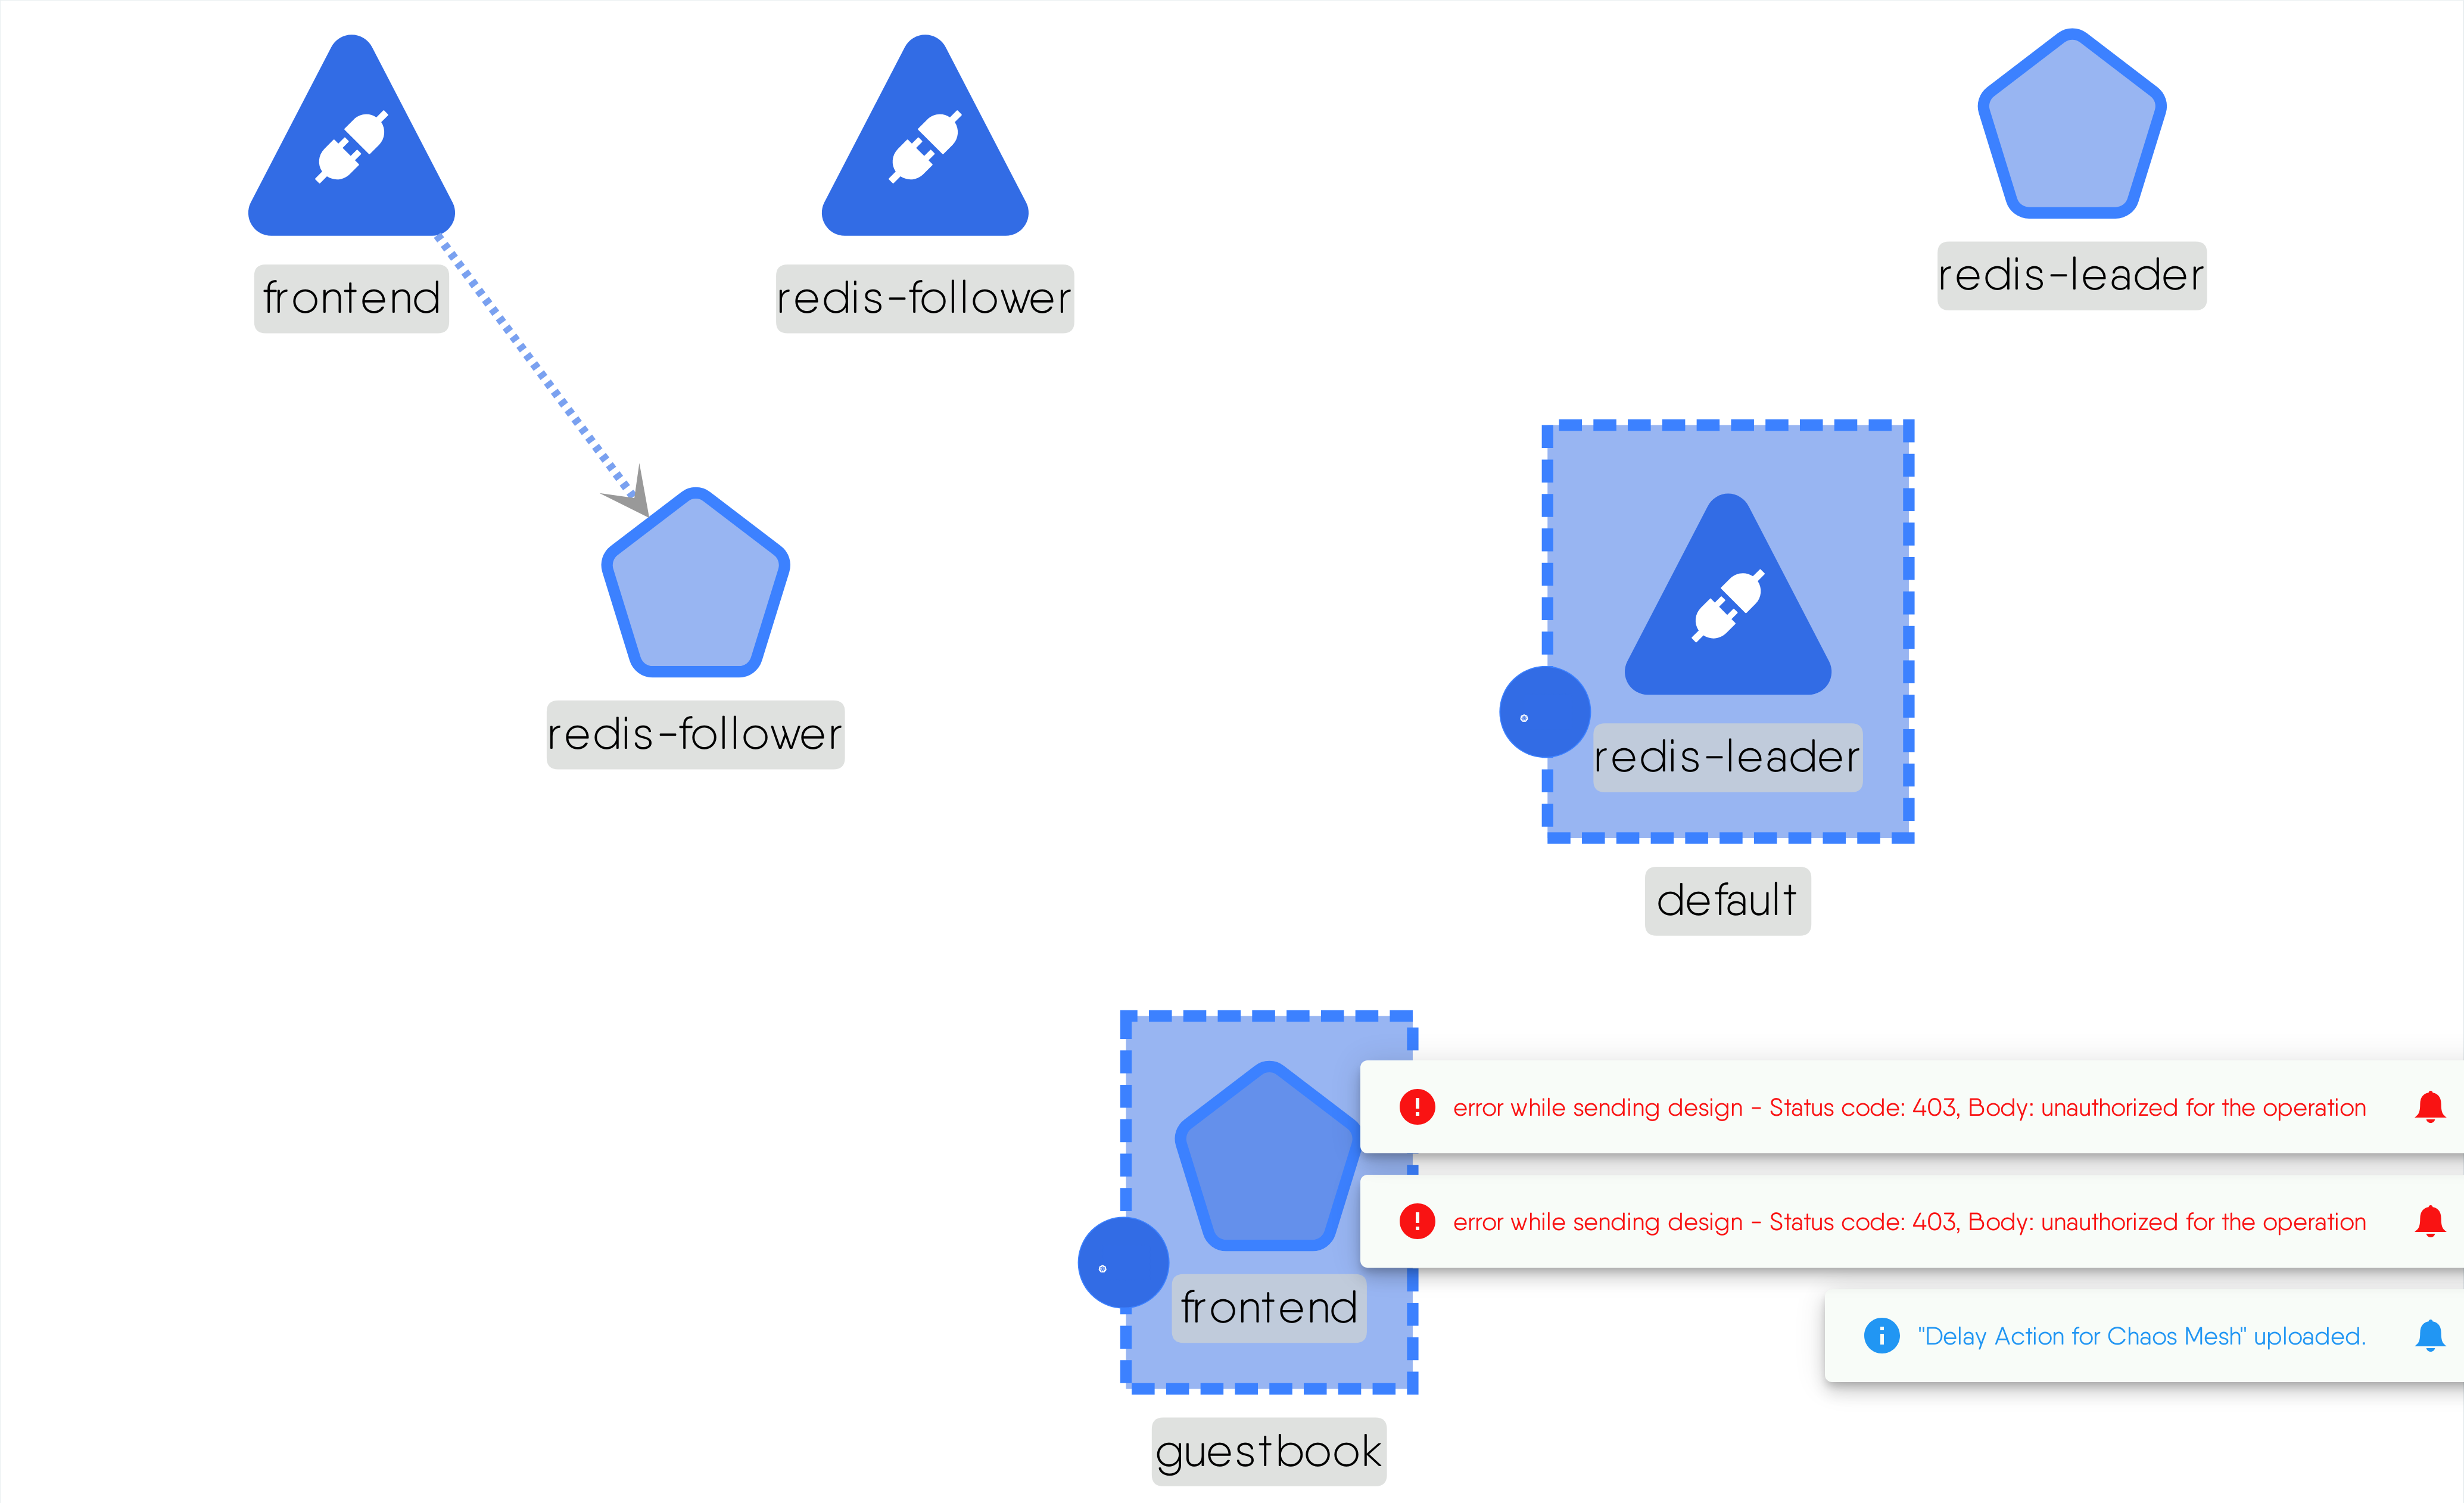 frontend
redis-follower
redis-leader
redis-follower
redis-leader
default
error while sending design - Status code: 403, Body: unauthorized for the operation
error while sending design - Status code: 403, Body: unauthorized for the operation
frontend
"Delay Action for Chaos Mesh" uploaded.
guestbook